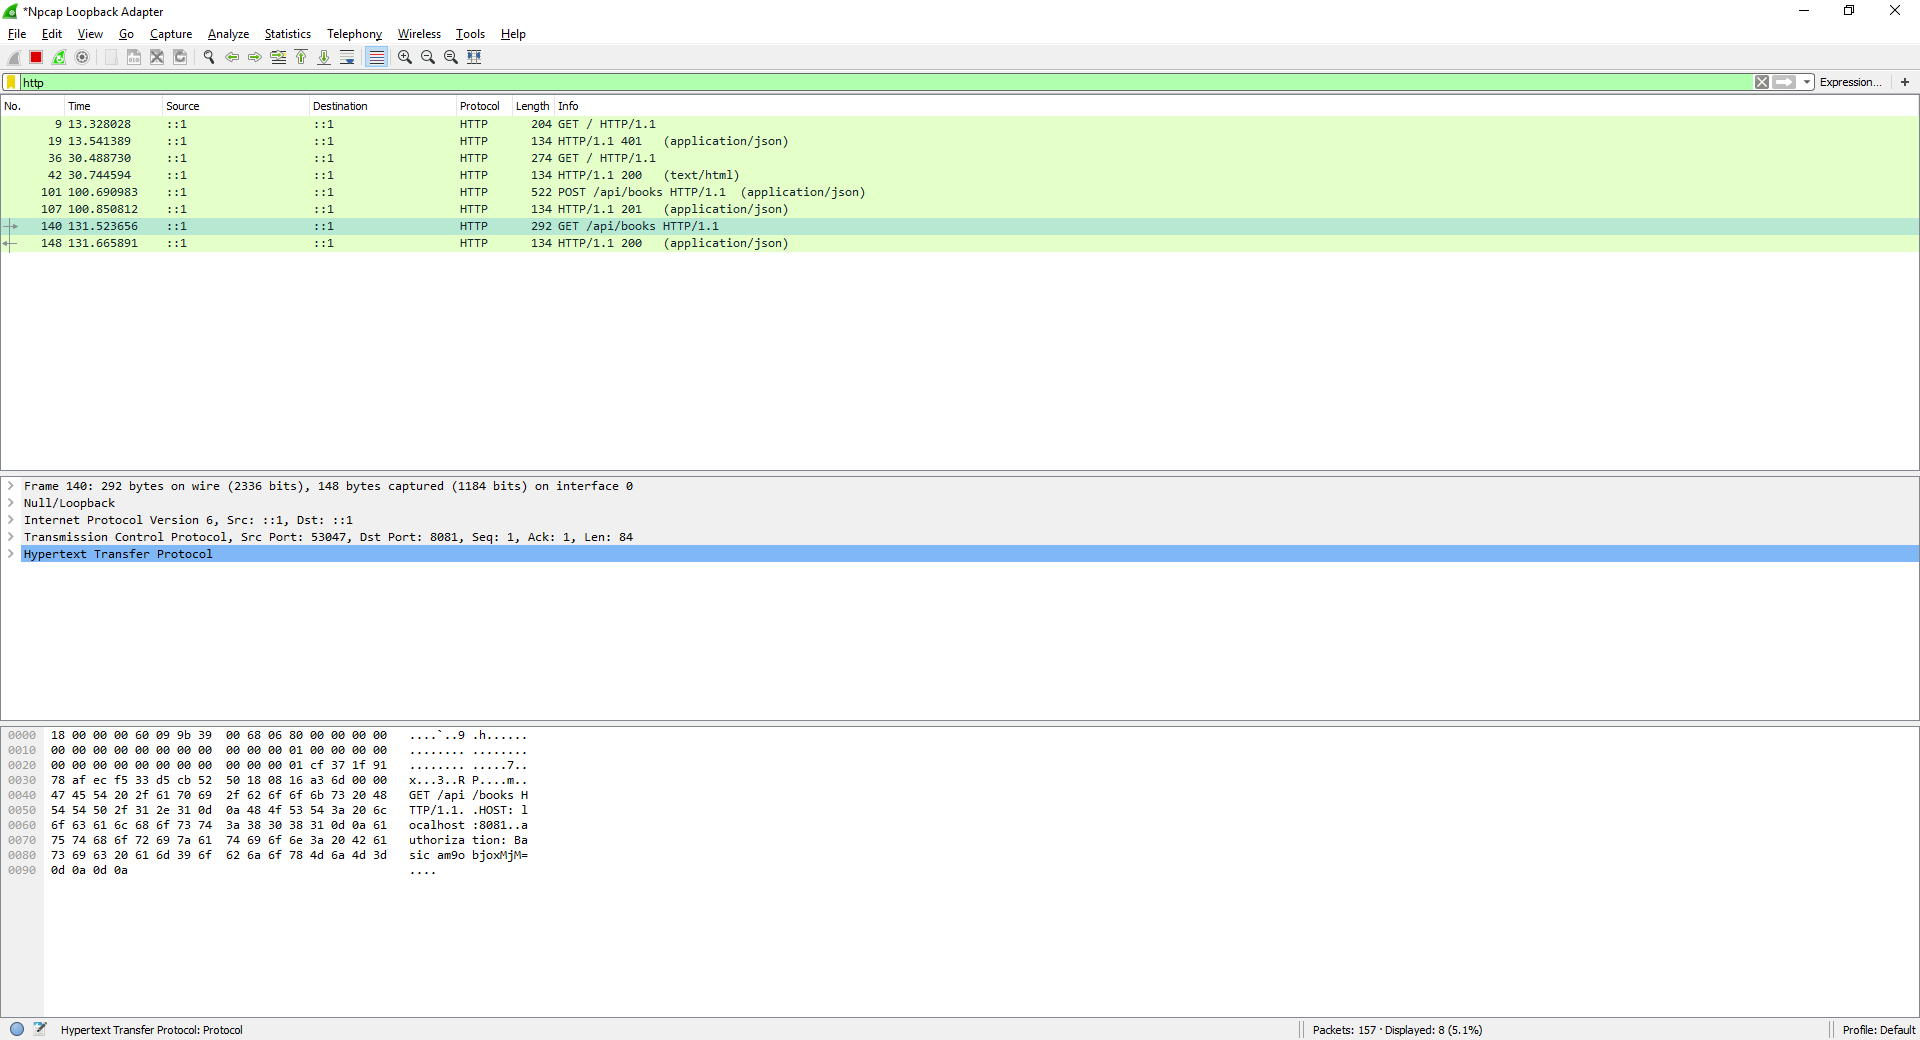 *Npcap Loopback Adapter
File Edit View Go Capture Analyze Statistics Telephony Wireless Tools Help
http Expression... +
No. Time Source Destination Protocol Length Info
9 13.328028 ::1 ::1 HTTP 204 GET / HTTP/1.1
19 13.541389 ::1 ::1 HTTP 134 HTTP/1.1 401 (application/json)
36 30.488730 ::1 ::1 HTTP 274 GET / HTTP/1.1
42 30.744594 ::1 ::1 HTTP 134 HTTP/1.1 200 (text/html)
101 100.690983 ::1 ::1 HTTP 522 POST /api/books HTTP/1.1 (application/json)
107 100.850812 ::1 ::1 HTTP 134 HTTP/1.1 201 (application/json)
140 131.523656 ::1 ::1 HTTP 292 GET /api/books HTTP/1.1
148 131.665891 ::1 ::1 HTTP 134 HTTP/1.1 200 (application/json)
Frame 140: 292 bytes on wire (2336 bits), 148 bytes captured (1184 bits) on interface 0
Null/Loopback
Internet Protocol Version 6, Src: ::1, Dst: ::1
Transmission Control Protocol, Src Port: 53047, Dst Port: 8081, Seq: 1, Ack: 1, Len: 84
Hypertext Transfer Protocol
0000 18 00 00 00 60 09 9b 39 00 68 06 80 00 00 00 00 ....`..9 .h......
0010 00 00 00 00 00 00 00 00 00 00 00 01 00 00 00 00 ........ ........
0020 00 00 00 00 00 00 00 00 00 00 00 01 cf 37 1f 91 ........ .....7..
0030 78 af ec f5 33 d5 cb 52 50 18 08 16 a3 6d 00 00 x...3..R P....m..
0040 47 45 54 20 2f 61 70 69 2f 62 6f 6f 6b 73 20 48 GET /api /books H
0050 54 54 50 2f 31 2e 31 0d 0a 48 4f 53 54 3a 20 6c TTP/1.1. .HOST: l
0060 6f 63 61 6c 68 6f 73 74 3a 38 30 38 31 0d 0a 61 ocalhost :8081..a
0070 75 74 68 6f 72 69 7a 61 74 69 6f 6e 3a 20 42 61 uthoriza tion: Ba
0080 73 69 63 20 61 6d 39 6f 62 6a 6f 78 4d 6a 4d 3d sic am9o bjoxMjM=
0090 0d 0a 0d 0a ....
Hypertext Transfer Protocol: Protocol Packets: 157 · Displayed: 8 (5.1%) Profile: Default